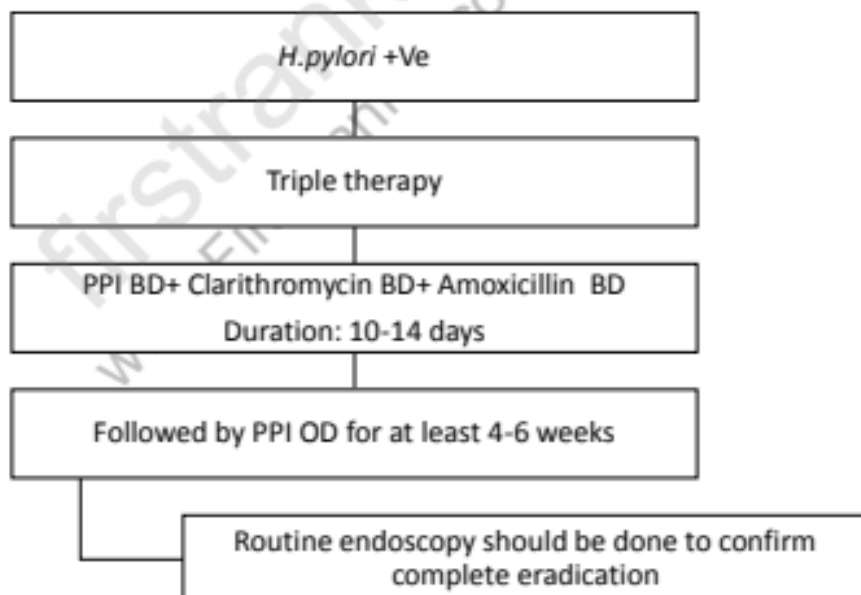 H.pylori +Ve
Triple therapy
PPI BD+ Clarithromycin BD+ Amoxicillin BD
Duration: 10-14 days
Followed by PPI OD for at least 4-6 weeks
Routine endoscopy should be done to confirm
complete eradication